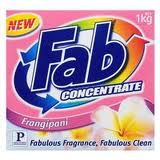 NEW
1kg
Fab
CONCENTRATE
Frangipani
P
Fabulous Fragrance, Fabulous Clean